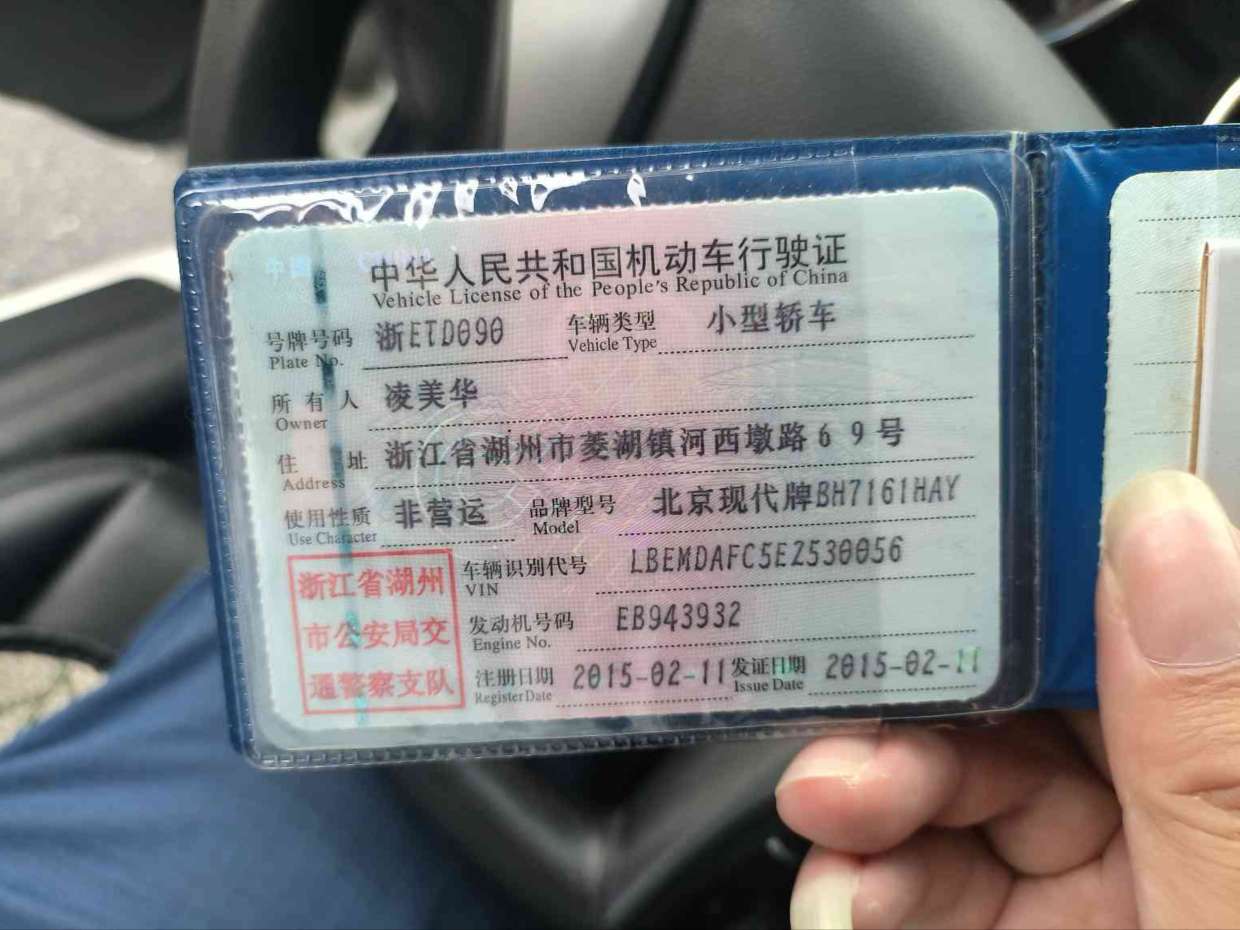 中华人民共和国机动车行驶证
Vehicle License of the People's Republic of China
号牌号码 浙ETD090 车辆类型 小型轿车
Plate No. Vehicle Type
所有人 凌美华
Owner
住址 浙江省湖州市菱湖镇河西墩路69号
Address
使用性质 非营运 品牌型号 北京现代牌BH7161HAY
Use Character Model
浙江省湖州
市公安局交
通警察支队
车辆识别代号 LBEMDAFC5EZ530056
VIN
发动机号码 EB943932
Engine No.
注册日期 2015-02-11 发证日期 2015-02-11
Register Date Issue Date